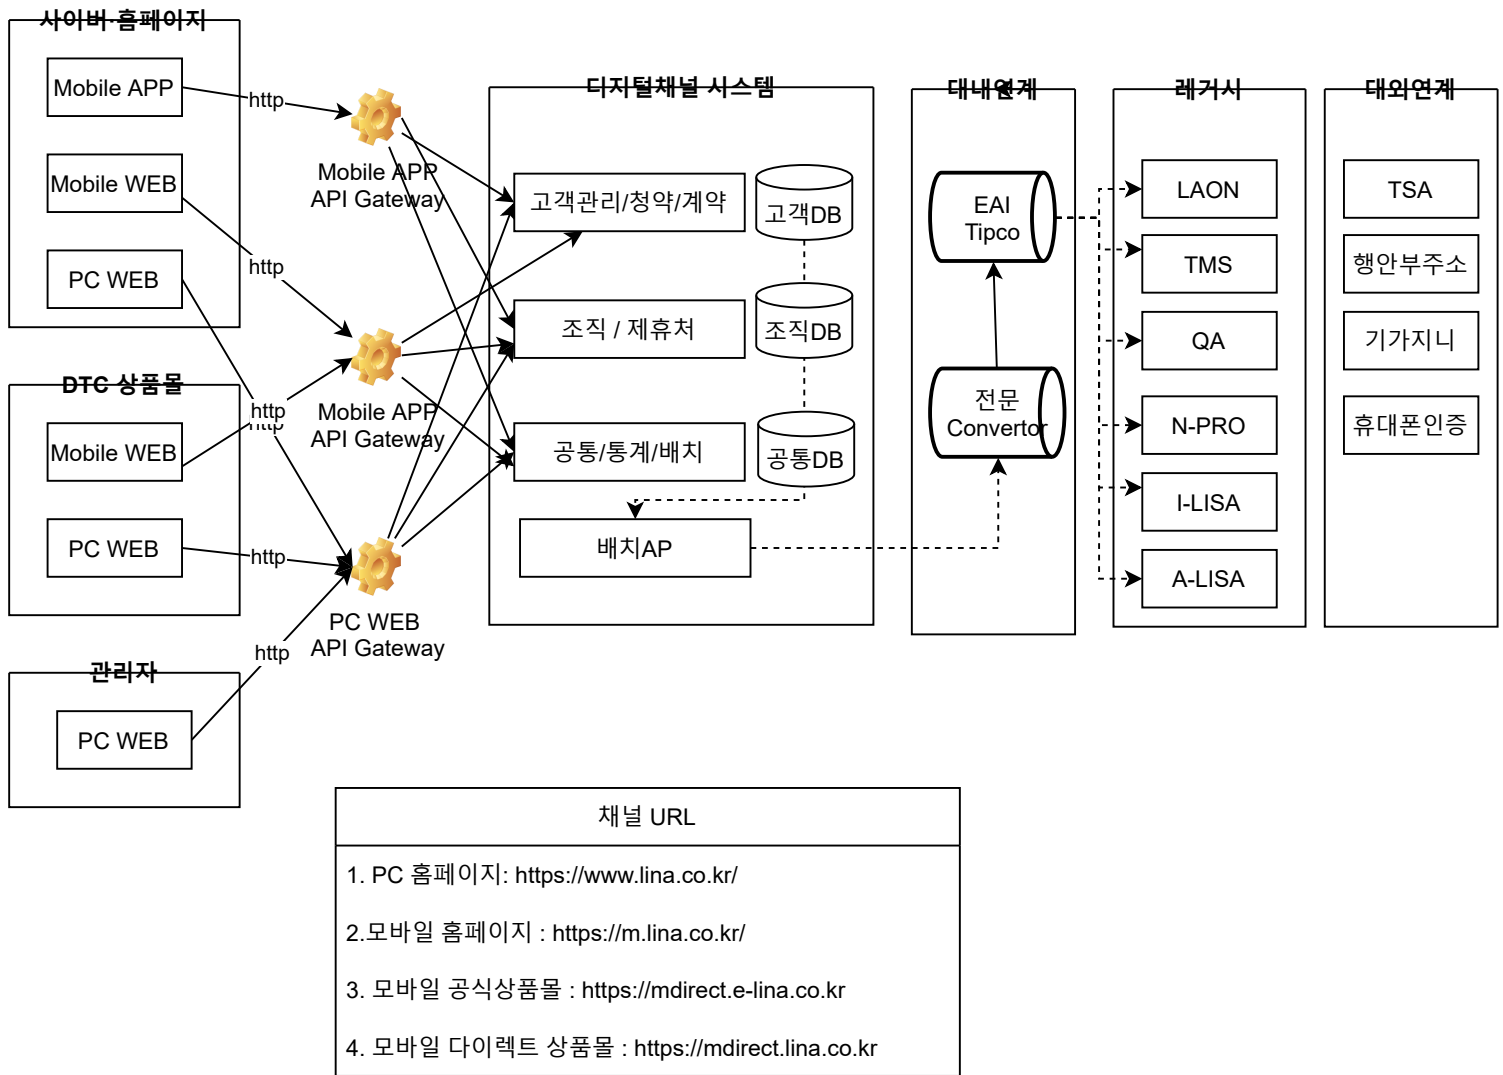 사이버·홈페이지
Mobile APP
http
Mobile WEB
http
PC WEB
http
DTC 상품몰
Mobile WEB
http
PC WEB
http
관리자
PC WEB
http
Mobile APP
API Gateway
Mobile APP
API Gateway
PC WEB
API Gateway
디지털채널 시스템
고객관리/청약/계약
고객DB
조직 / 제휴처
조직DB
공통/통계/배치
공통DB
배치AP
대내연계
EAI
Tipco
전문
Convertor
레거시
LAON
TMS
QA
N-PRO
I-LISA
A-LISA
대외연계
TSA
행안부주소
기가지니
휴대폰인증
채널 URL
1. PC 홈페이지: https://www.lina.co.kr/
2.모바일 홈페이지 : https://m.lina.co.kr/
3. 모바일 공식상품몰 : https://mdirect.e-lina.co.kr
4. 모바일 다이렉트 상품몰 : https://mdirect.lina.co.kr